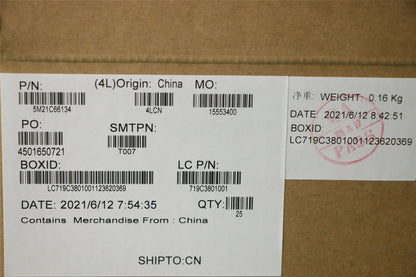 P/N:
(4L)Origin: China
MO:
5M21C66134
4LCN
15553400
PO:
SMTPN:
4501650721
T007
BOXID:
LC P/N:
LC719C3801001123620369
719C3801001
DATE: 2021/6/12 7:54:35
QTY:
25
Contains Merchandise From : China
SHIPTO:CN
净重: WEIGHT: 0.16 Kg
DATE: 2021/6/12 8:42:51
BOXID:
LC719C3801001123620369
PASS